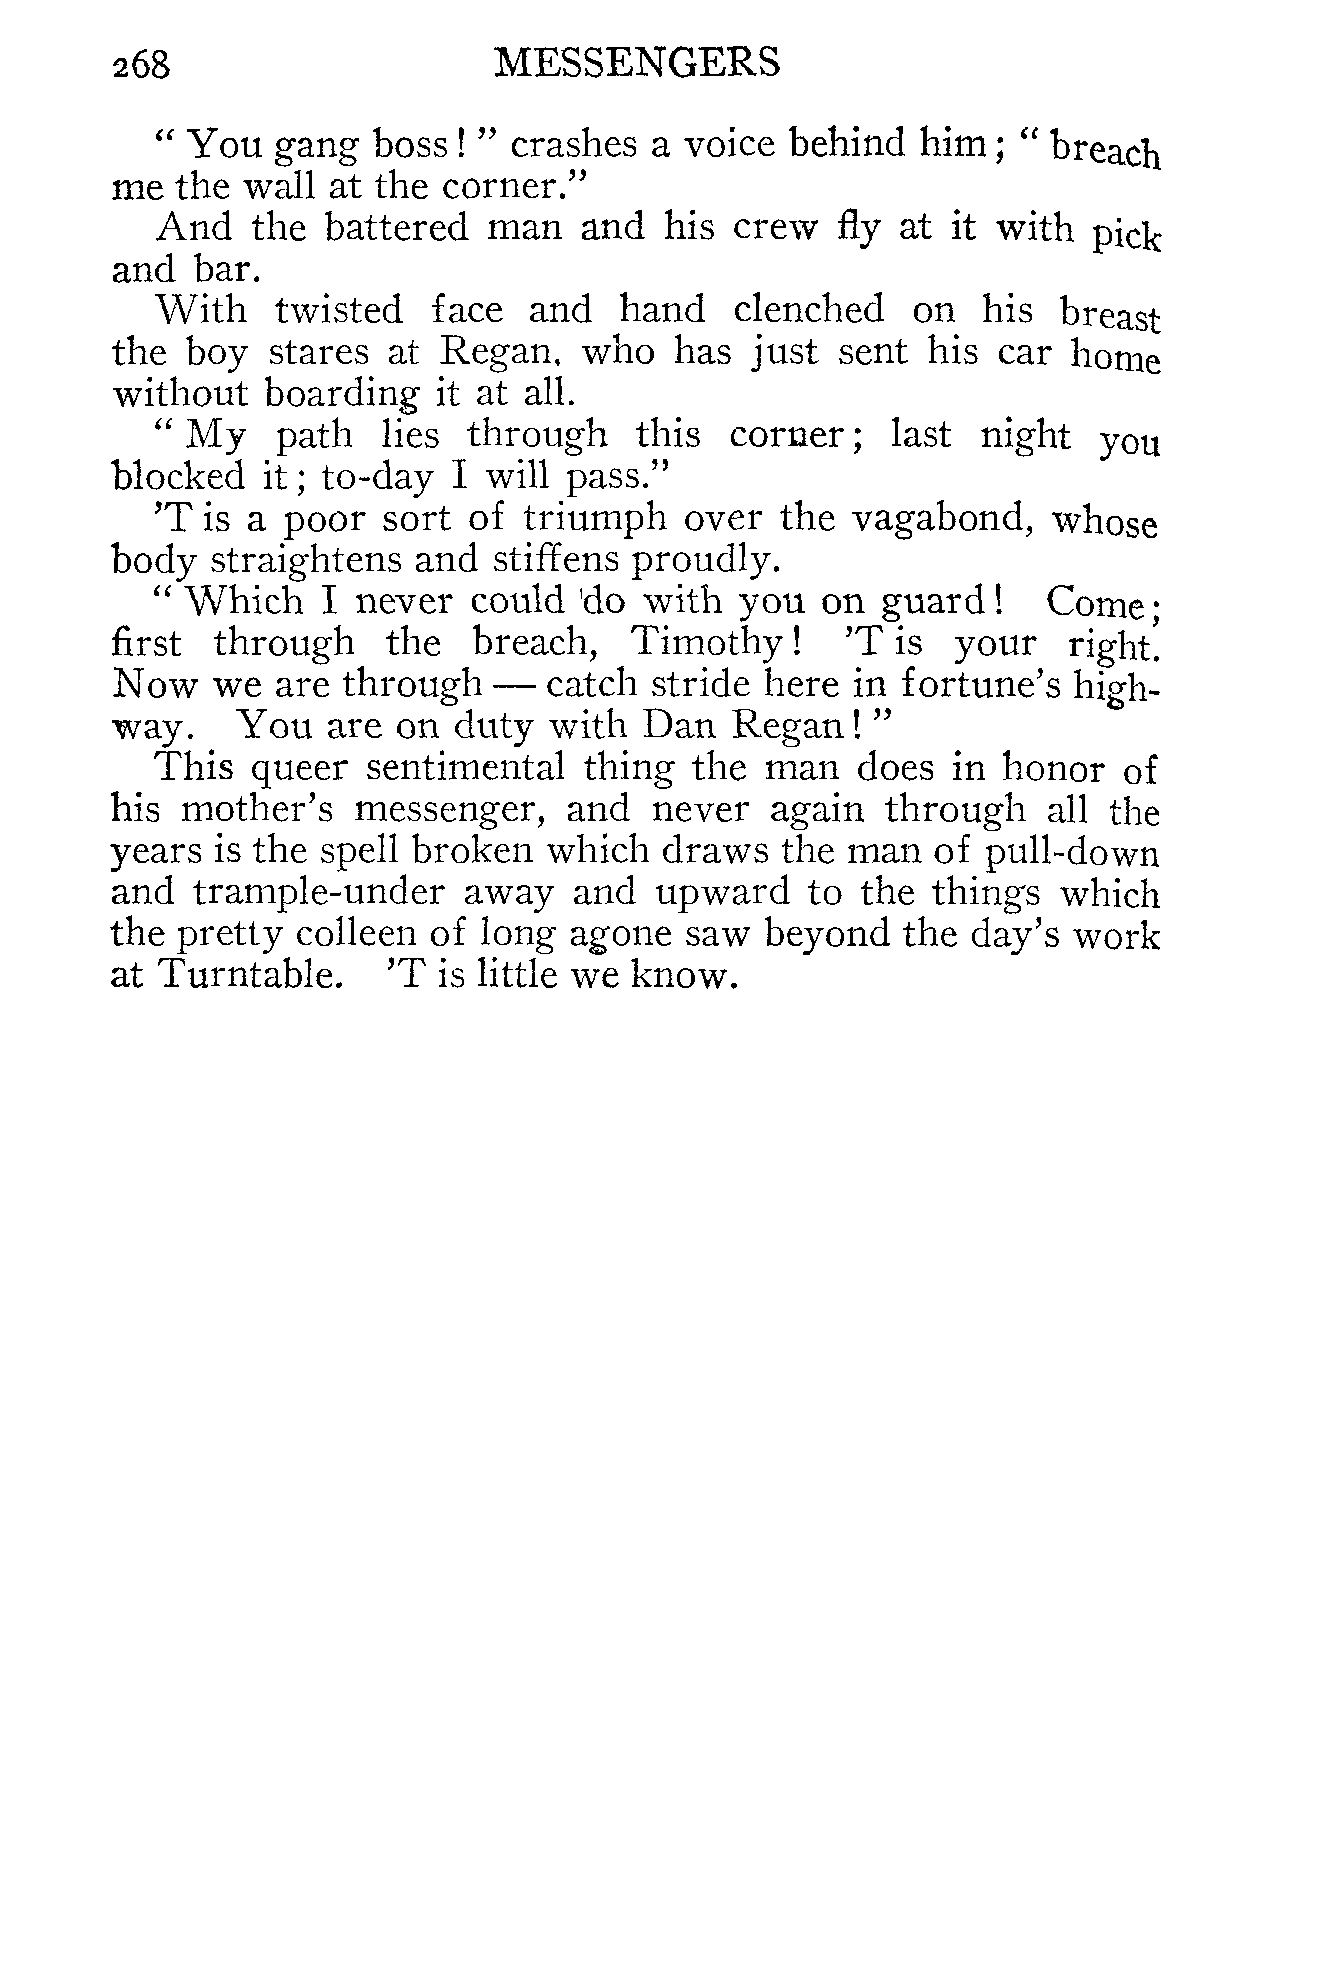 268 MESSENGERS
“ You gang boss ! ” crashes a voice behind him ; “ breach
me the wall at the corner.”
And the battered man and his crew fly at it with pick
and bar.
With twisted face and hand clenched on his breast
the boy stares at Regan, who has just sent his car home
without boarding it at all.
“ My path lies through this corner ; last night you
blocked it ; to-day I will pass.”
’T is a poor sort of triumph over the vagabond, whose
body straightens and stiffens proudly.
“ Which I never could 'do with you on guard ! Come ;
first through the breach, Timothy ! ’T is your right.
Now we are through — catch stride here in fortune’s high-
way. You are on duty with Dan Regan ! ”
This queer sentimental thing the man does in honor of
his mother’s messenger, and never again through all the
years is the spell broken which draws the man of pull-down
and trample-under away and upward to the things which
the pretty colleen of long agone saw beyond the day’s work
at Turntable. ’T is little we know.